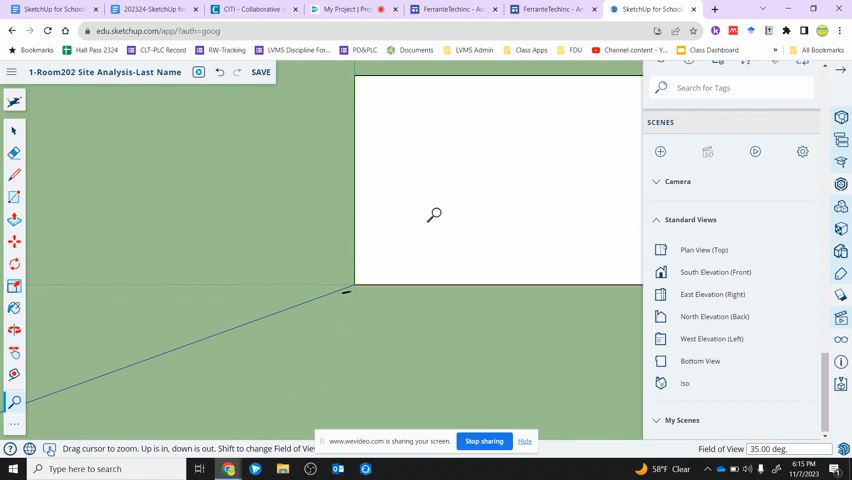 SketchUp for School
202324-SketchUp for S
CITI - Collaborative I
My Project | Proje
FerranteTechInc - An
FerranteTechInc - An
SketchUp for School
edu.sketchup.com/app/?auth=goog
Bookmarks
Hall Pass 2324
CLT-PLC Record
RW-Tracking
LVMS Discipline For...
PD&PLC
Documents
LVMS Admin
Class Apps
FDU
Channel content - Y...
Class Dashboard
»
All Bookmarks
1-Room202 Site Analysis-Last Name
SAVE
Search for Tags
SCENES
Camera
Standard Views
Plan View (Top)
South Elevation (Front)
East Elevation (Right)
North Elevation (Back)
West Elevation (Left)
Bottom View
Iso
My Scenes
www.wevideo.com is sharing your screen.
Stop sharing
Hide
Drag cursor to zoom. Up is in, down is out. Shift to change Field of Vi
Field of View
35.00 deg.
Type here to search
58°F Clear
6:15 PM
11/7/2023